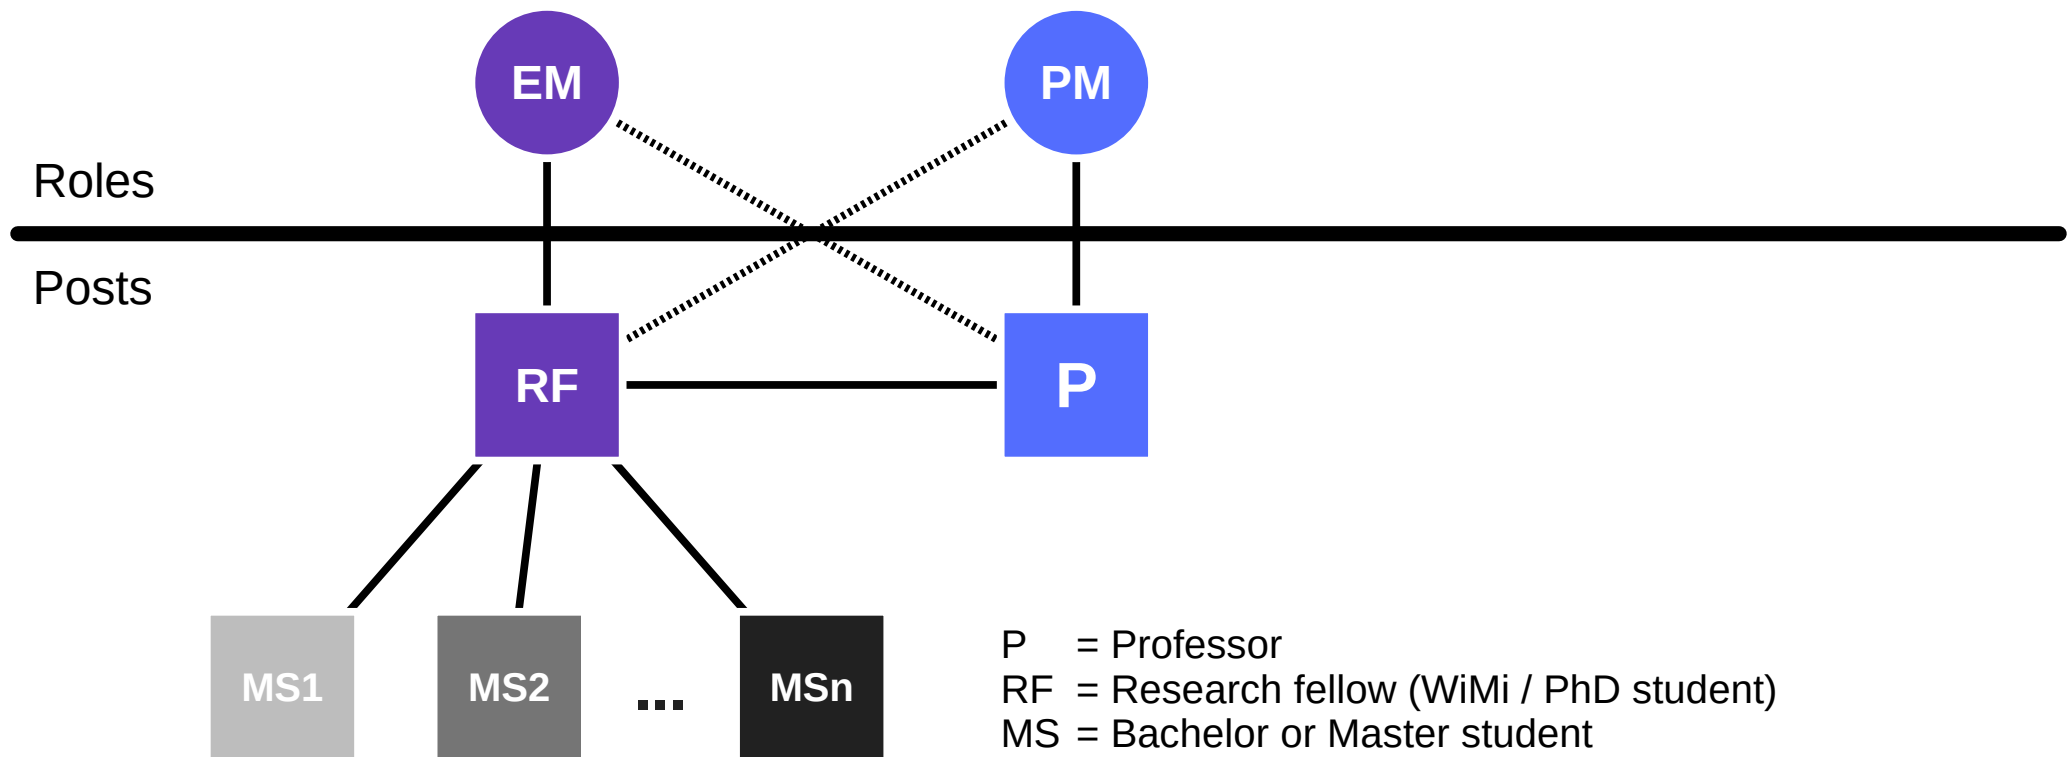 EM
PM
Roles
Posts
RF
P
MS1
MS2
...
MSn
P = Professor
RF = Research fellow (WiMi / PhD student)
MS = Bachelor or Master student